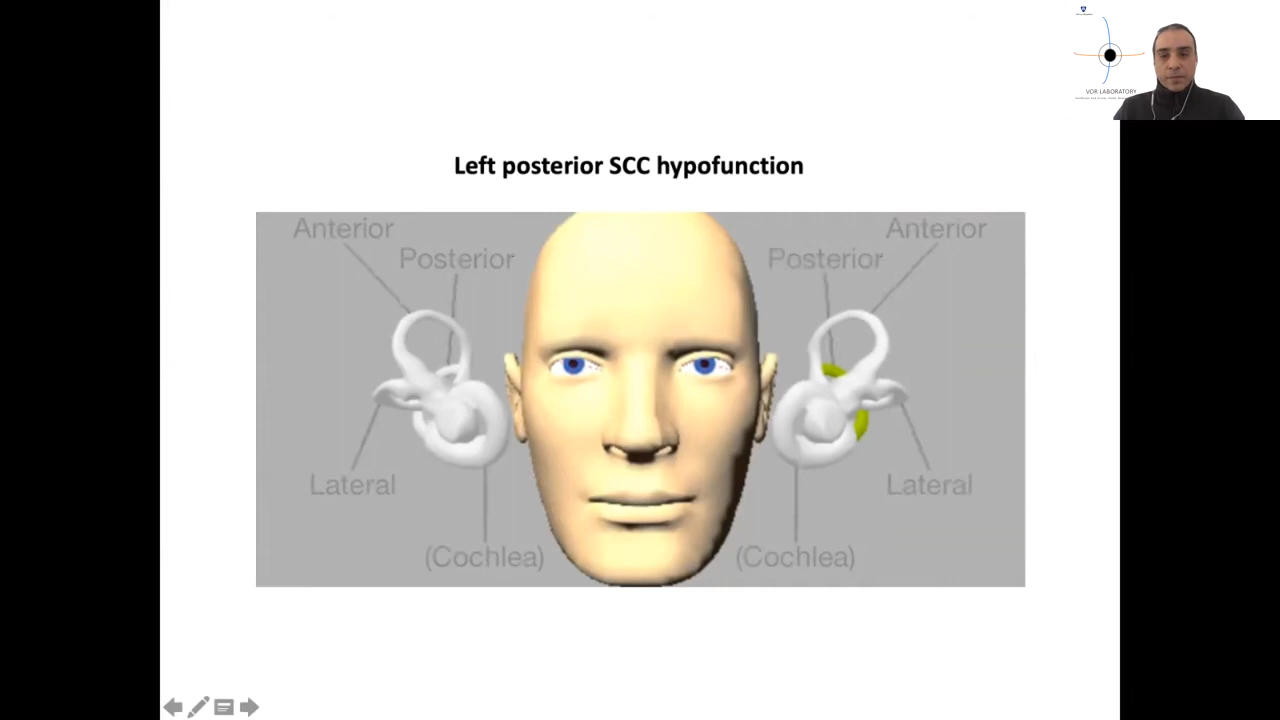 VOR LABORATORY
Left posterior SCC hypofunction
Anterior
Posterior
Posterior
Anterior
Lateral
Lateral
(Cochlea)
(Cochlea)